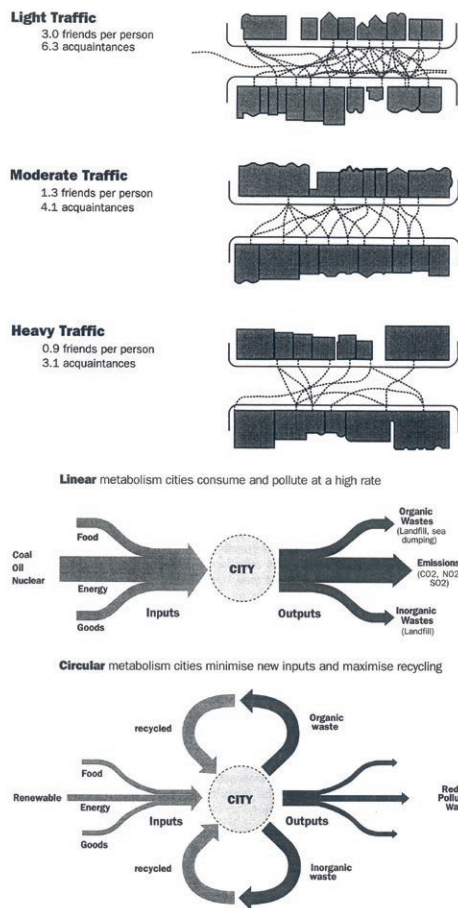 Light Traffic
3.0 friends per person
6.3 acquaintances
Moderate Traffic
1.3 friends per person
4.1 acquaintances
Heavy Traffic
0.9 friends per person
3.1 acquaintances
Linear metabolism cities consume and pollute at a high rate
Food
Coal
Oil
Nuclear
Energy
Goods
Inputs
CITY
Outputs
Organic
Wastes
(Landfill, sea
dumping)
Emissions
(CO2, NO2
SO2)
Inorganic
Wastes
(Landfill)
Circular metabolism cities minimise new inputs and maximise recycling
recycled
Organic
waste
Food
Renewable
Energy
Goods
Inputs
CITY
Outputs
Red
Pollu
Wa
recycled
Inorganic
waste